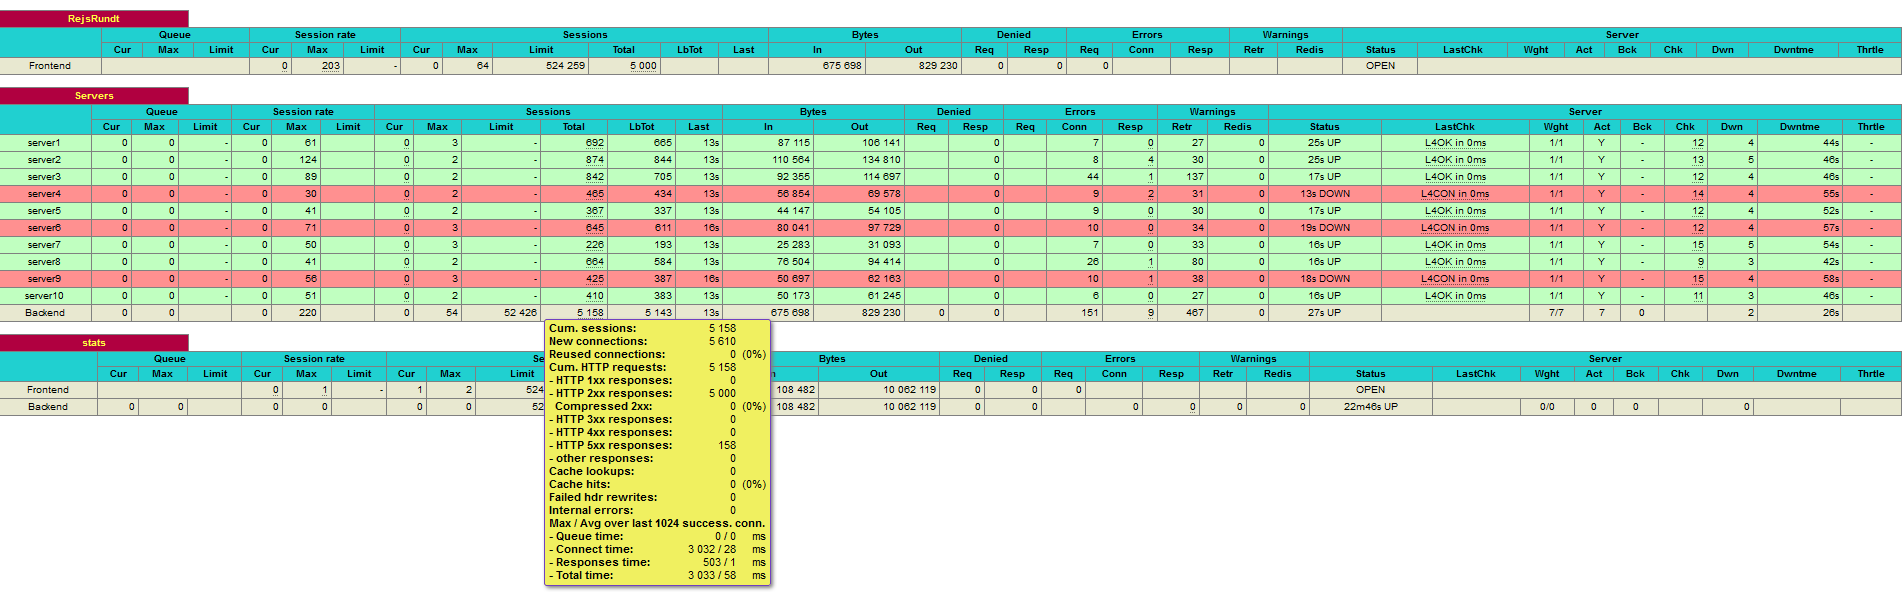 RejsRundt
Queue Session rate Sessions Bytes Denied Errors Warnings Server
Cur Max Limit Cur Max Limit Cur Max Limit Total LbTot Last In Out Req Resp Req Conn Resp Retr Redis Status LastChk Wght Act Bck Chk Dwn Dwntme Thrtle
Frontend 0 203 - 0 64 524 259 5 000 675 698 829 230 0 0 0 OPEN
Servers
Queue Session rate Sessions Bytes Denied Errors Warnings Server
Cur Max Limit Cur Max Limit Cur Max Limit Total LbTot Last In Out Req Resp Req Conn Resp Retr Redis Status LastChk Wght Act Bck Chk Dwn Dwntme Thrtle
server1 0 0 - 0 61 0 3 - 692 665 13s 87 115 106 141 0 7 0 27 0 25s UP L4OK in 0ms 1/1 Y - 12 4 44s -
server2 0 0 - 0 124 0 2 - 874 844 13s 110 564 134 810 0 8 4 30 0 25s UP L4OK in 0ms 1/1 Y - 13 5 46s -
server3 0 0 - 0 89 0 2 - 842 705 13s 92 355 114 697 0 44 1 137 0 17s UP L4OK in 0ms 1/1 Y - 12 4 46s -
server4 0 0 - 0 30 0 2 - 465 434 13s 56 854 69 578 0 9 2 31 0 13s DOWN L4CON in 0ms 1/1 Y - 14 4 55s -
server5 0 0 - 0 41 0 2 - 367 337 13s 44 147 54 105 0 9 0 30 0 17s UP L4OK in 0ms 1/1 Y - 12 4 52s -
server6 0 0 - 0 71 0 3 - 645 611 16s 80 041 97 729 0 10 0 34 0 19s DOWN L4CON in 0ms 1/1 Y - 12 4 57s -
server7 0 0 - 0 50 0 3 - 226 193 13s 25 283 31 093 0 7 0 33 0 16s UP L4OK in 0ms 1/1 Y - 15 5 54s -
server8 0 0 - 0 41 0 2 - 664 584 13s 76 504 94 414 0 26 1 80 0 16s UP L4OK in 0ms 1/1 Y - 9 3 42s -
server9 0 0 - 0 56 0 3 - 425 387 16s 50 697 62 163 0 10 1 38 0 18s DOWN L4CON in 0ms 1/1 Y - 15 4 58s -
server10 0 0 - 0 51 0 2 - 410 383 13s 50 173 61 245 0 6 0 27 0 16s UP L4OK in 0ms 1/1 Y - 11 3 46s -
Backend 0 0 0 220 0 54 52 426 5 158 5 143 13s 675 698 829 230 0 0 151 9 467 0 27s UP 7/7 7 0 2 26s
Cum. sessions: 5 158
New connections: 5 610
Reused connections: 0 (0%)
Cum. HTTP requests: 5 158
- HTTP 1xx responses: 0
- HTTP 2xx responses: 5 000
Compressed 2xx: 0 (0%)
- HTTP 3xx responses: 0
- HTTP 4xx responses: 0
- HTTP 5xx responses: 158
- other responses: 0
Cache lookups: 0
Cache hits: 0 (0%)
Failed hdr rewrites: 0
Internal errors: 0
Max / Avg over last 1024 success. conn.
- Queue time: 0 / 0 ms
- Connect time: 3 032 / 28 ms
- Responses time: 503 / 1 ms
- Total time: 3 033 / 58 ms
stats
Queue Session rate Se Bytes Denied Errors Warnings Server
Cur Max Limit Cur Max Limit Cur Max Limit n Out Req Resp Req Conn Resp Retr Redis Status LastChk Wght Act Bck Chk Dwn Dwntme Thrtle
Frontend 0 1 - 1 2 524 108 482 10 062 119 0 0 0 OPEN
Backend 0 0 0 0 0 0 52 108 482 10 062 119 0 0 0 0 0 0 22m46s UP 0/0 0 0 0